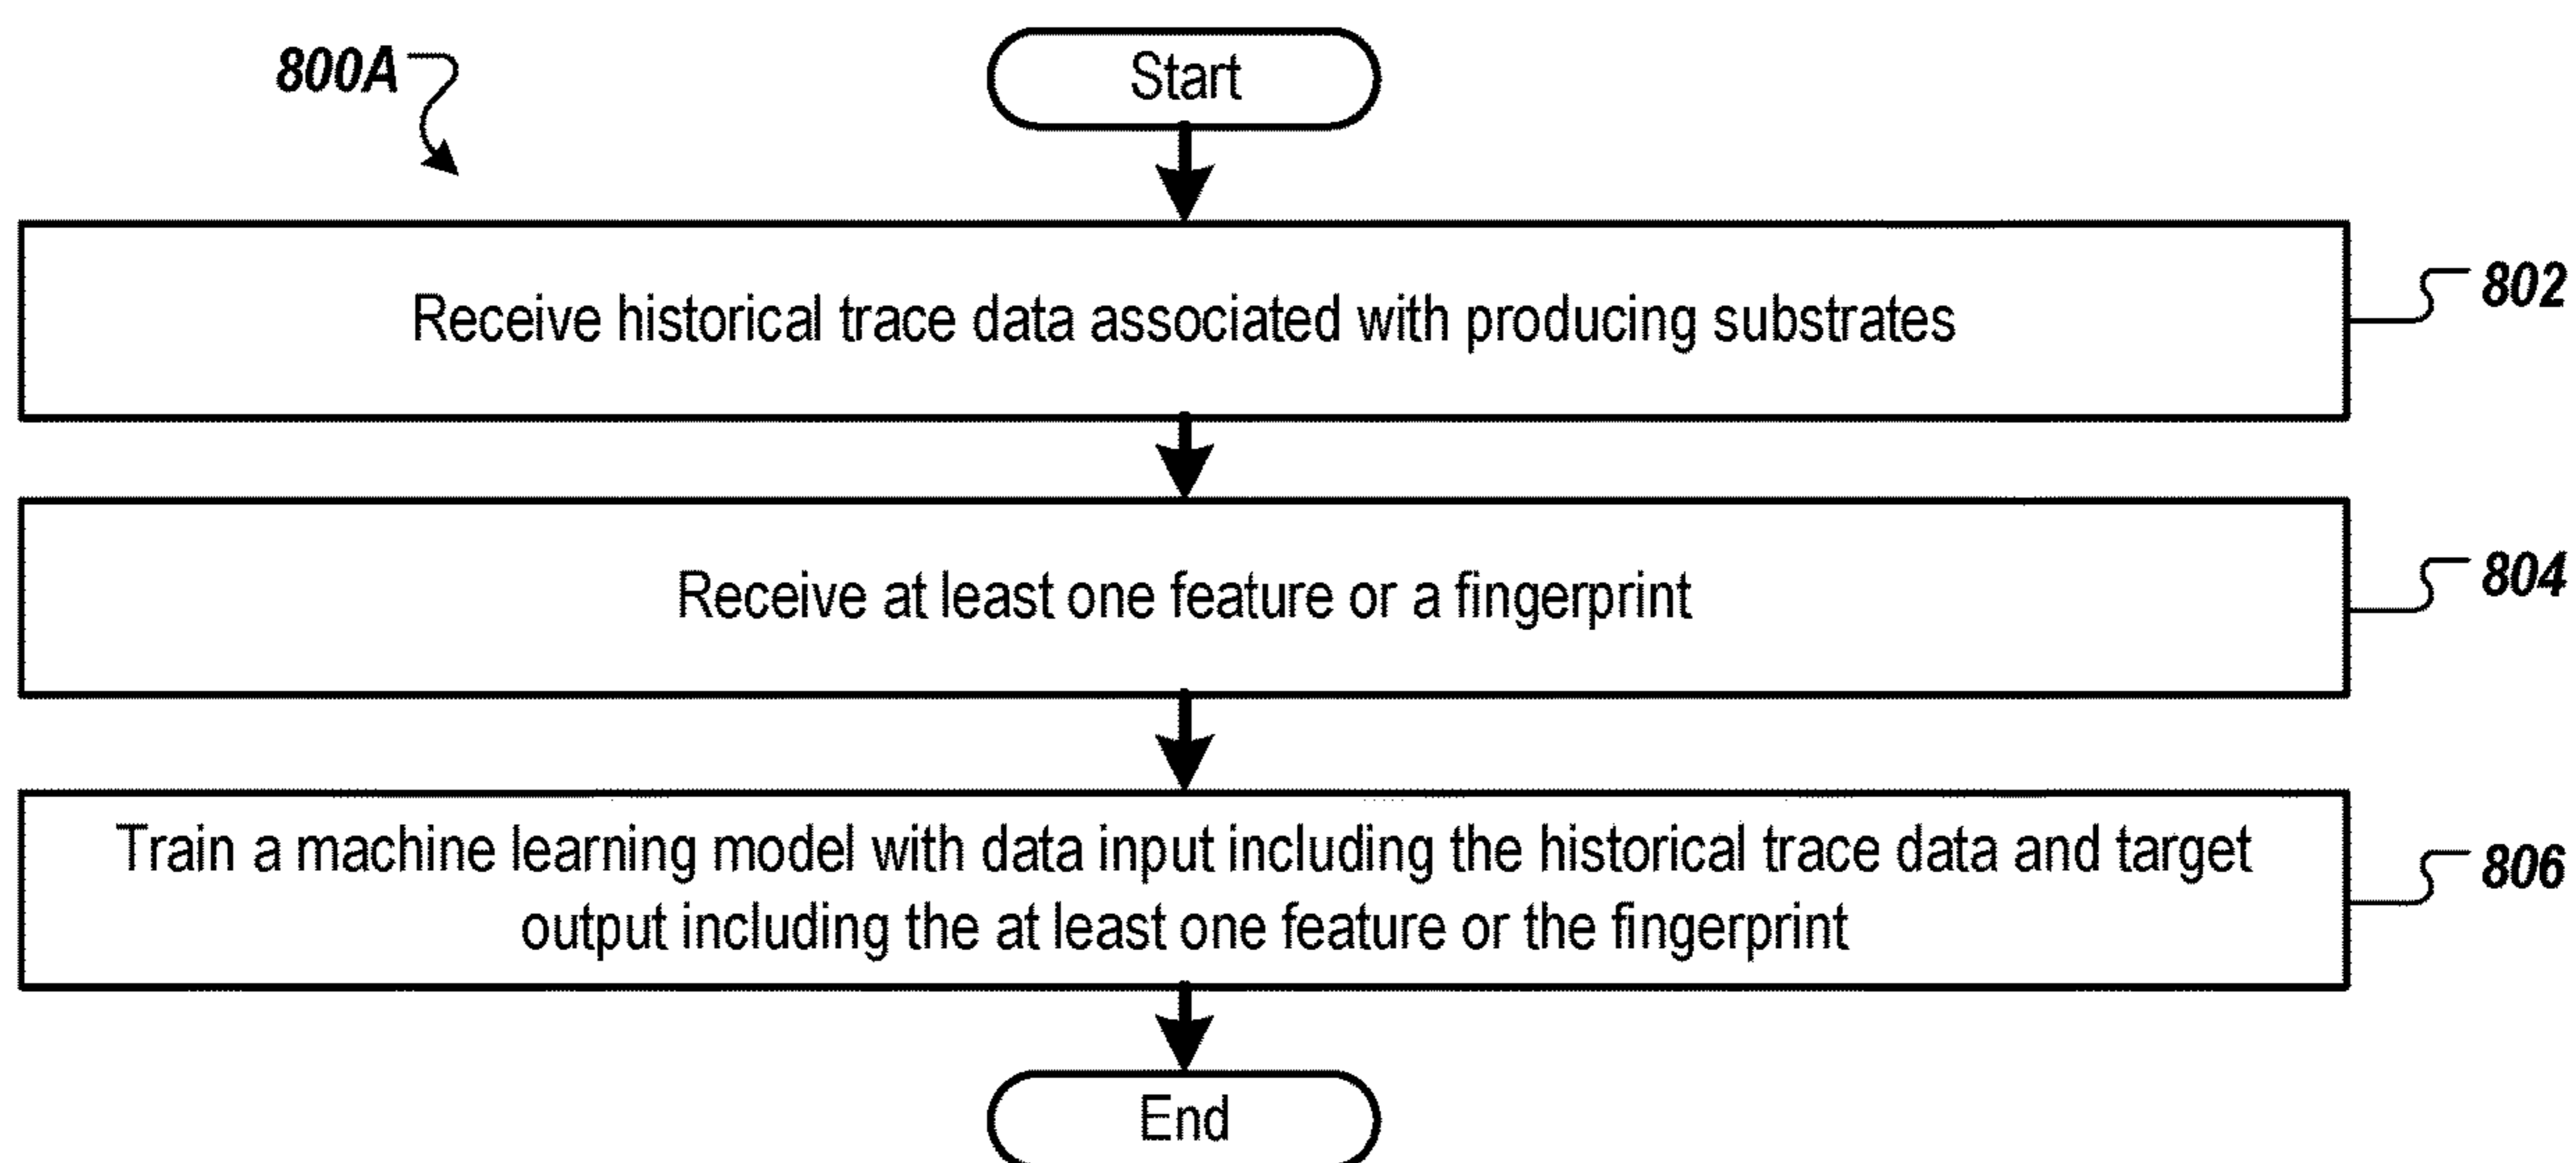 800A
Start
Receive historical trace data associated with producing substrates
802
Receive at least one feature or a fingerprint
804
Train a machine learning model with data input including the historical trace data and target
output including the at least one feature or the fingerprint
806
End